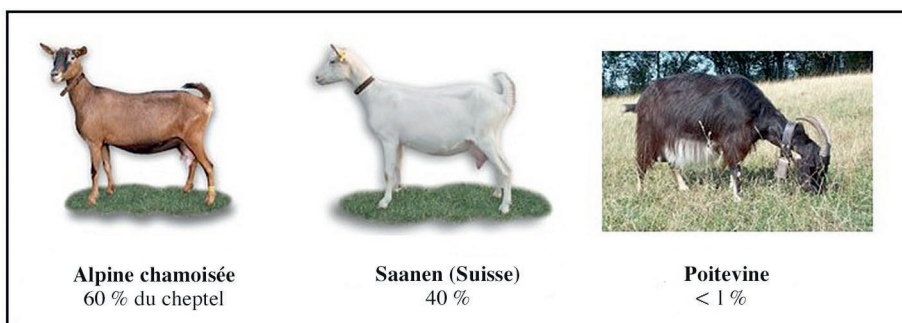 Alpine chamoisée
60 % du cheptel
Saanen (Suisse)
40 %
Poitevine
< 1 %